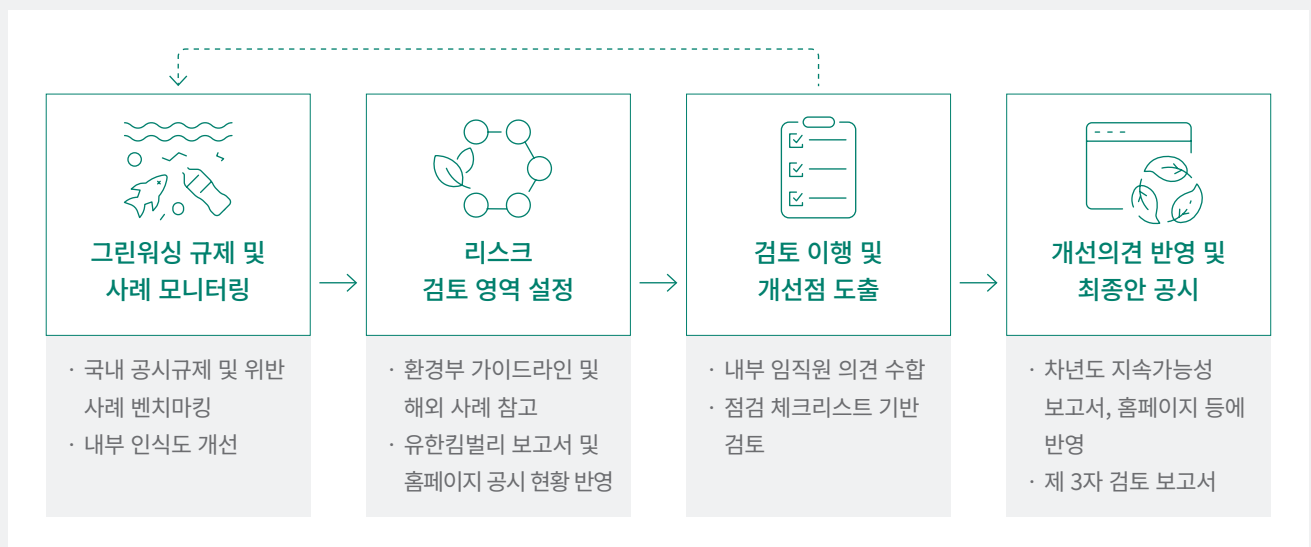 그린워싱 규제 및
사례 모니터링
· 국내 공시규제 및 위반
사례 벤치마킹
· 내부 인식도 개선
리스크
검토 영역 설정
· 환경부 가이드라인 및
해외 사례 참고
· 유한킴벌리 보고서 및
홈페이지 공시 현황 반영
검토 이행 및
개선점 도출
· 내부 임직원 의견 수합
· 점검 체크리스트 기반
검토
개선의견 반영 및
최종안 공시
· 차년도 지속가능성
보고서, 홈페이지 등에
반영
· 제 3자 검토 보고서